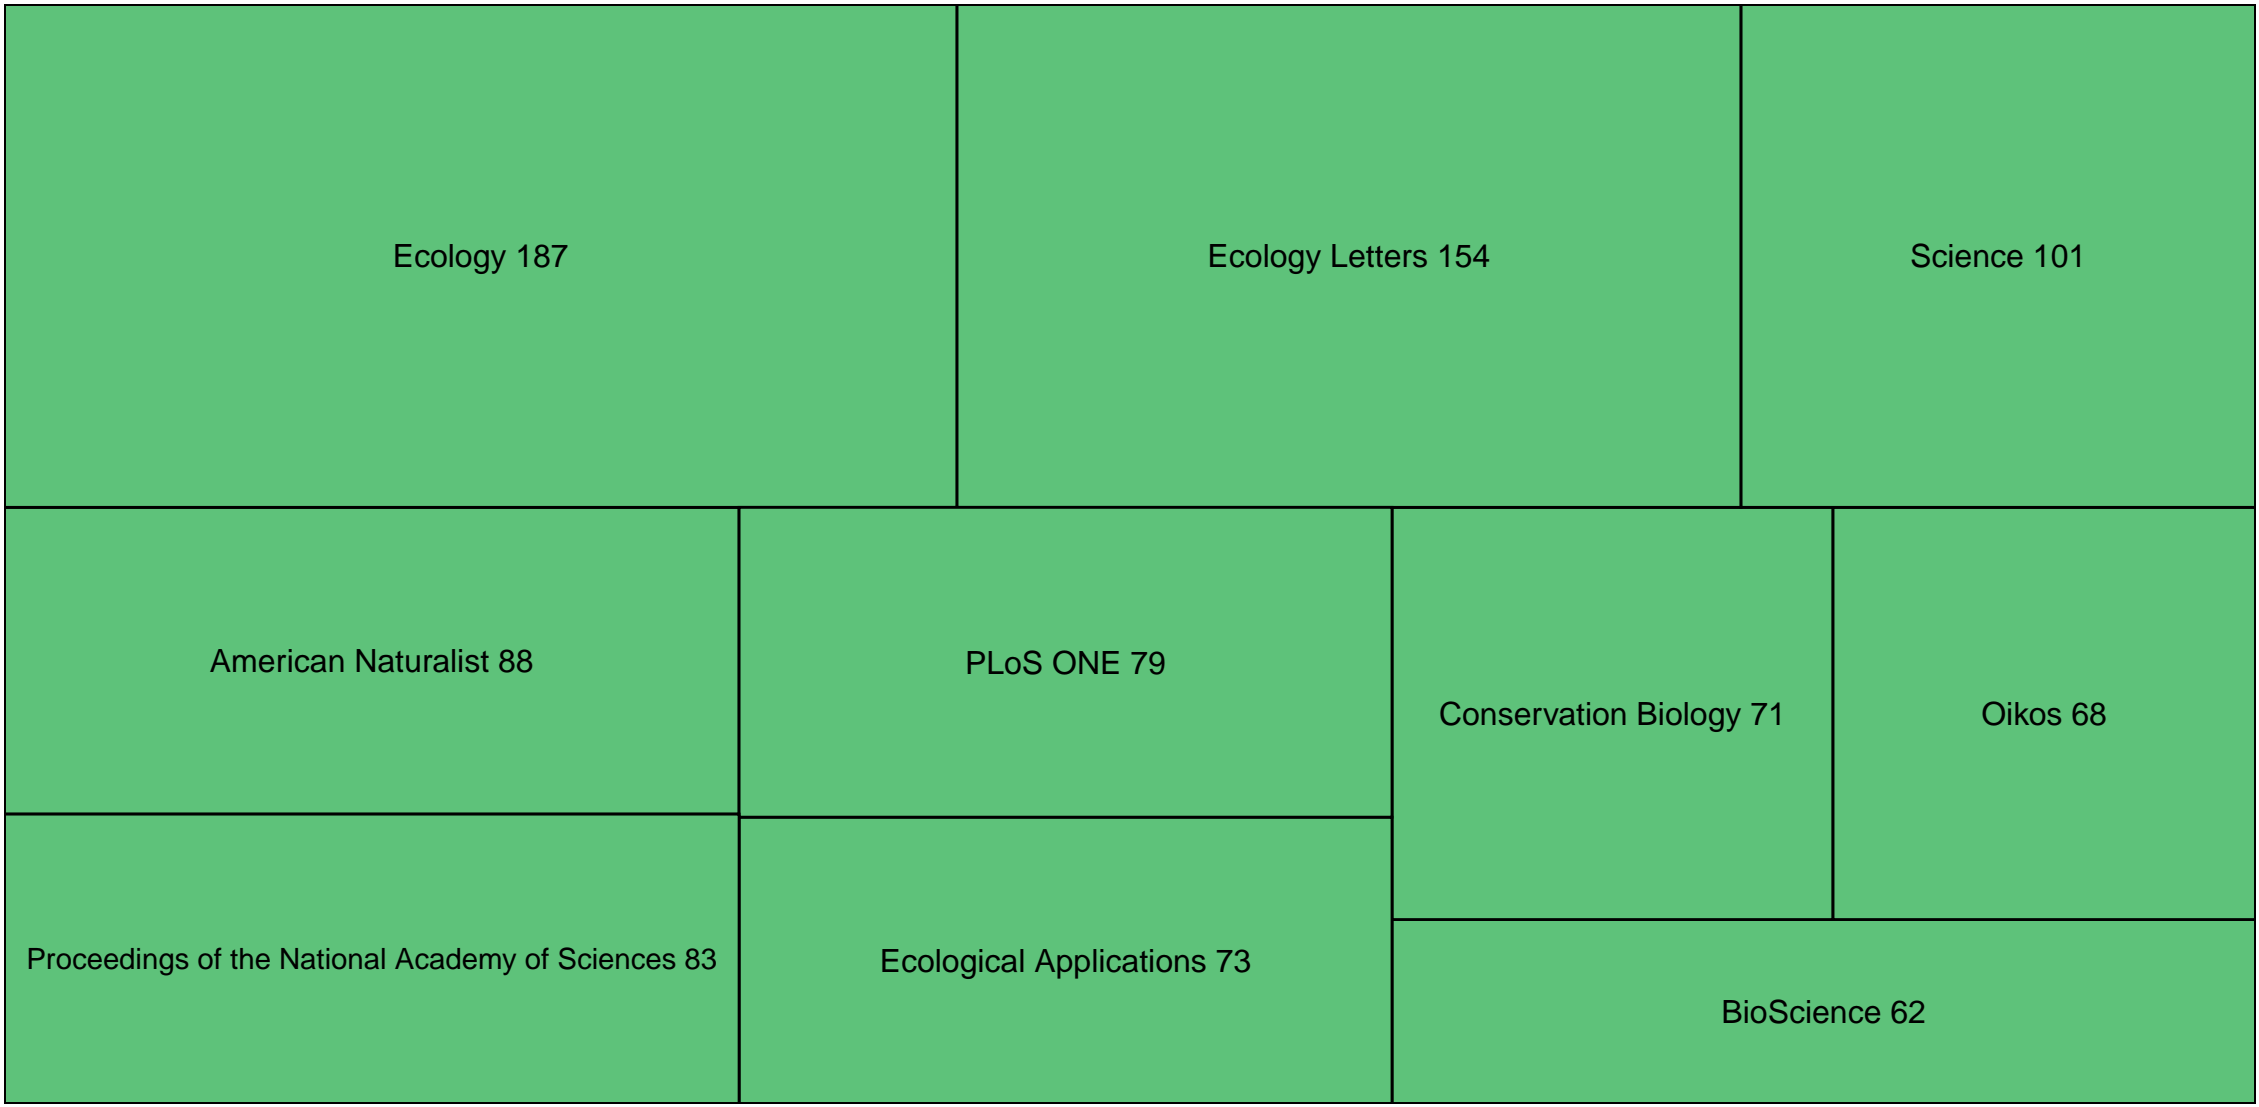 Ecology 187
Ecology Letters 154
Science 101
American Naturalist 88
PLoS ONE 79
Conservation Biology 71
Oikos 68
Proceedings of the National Academy of Sciences 83
Ecological Applications 73
BioScience 62